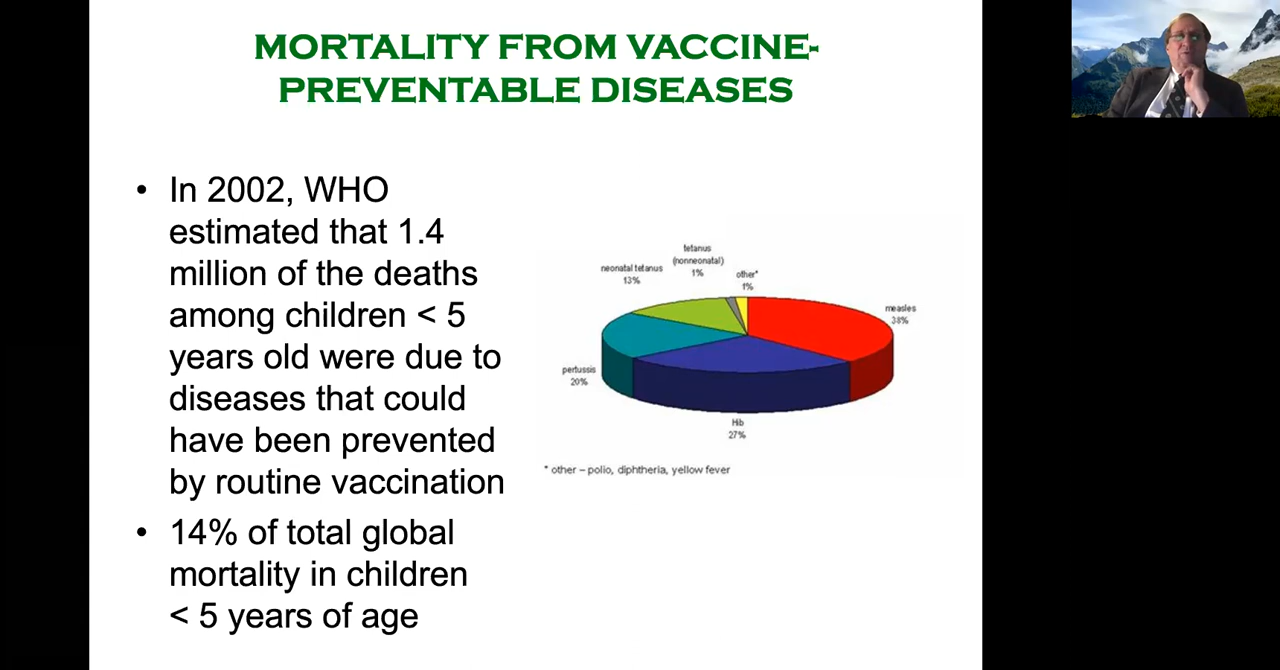 MORTALITY FROM VACCINE-
PREVENTABLE DISEASES
• In 2002, WHO
estimated that 1.4
million of the deaths
among children < 5
years old were due to
diseases that could
have been prevented
by routine vaccination
• 14% of total global
mortality in children
< 5 years of age
tetanus
(nonneonatal)
1%
neonatal tetanus
13%
other*
1%
measles
38%
pertussis
20%
Hib
27%
* other – polio, diphtheria, yellow fever